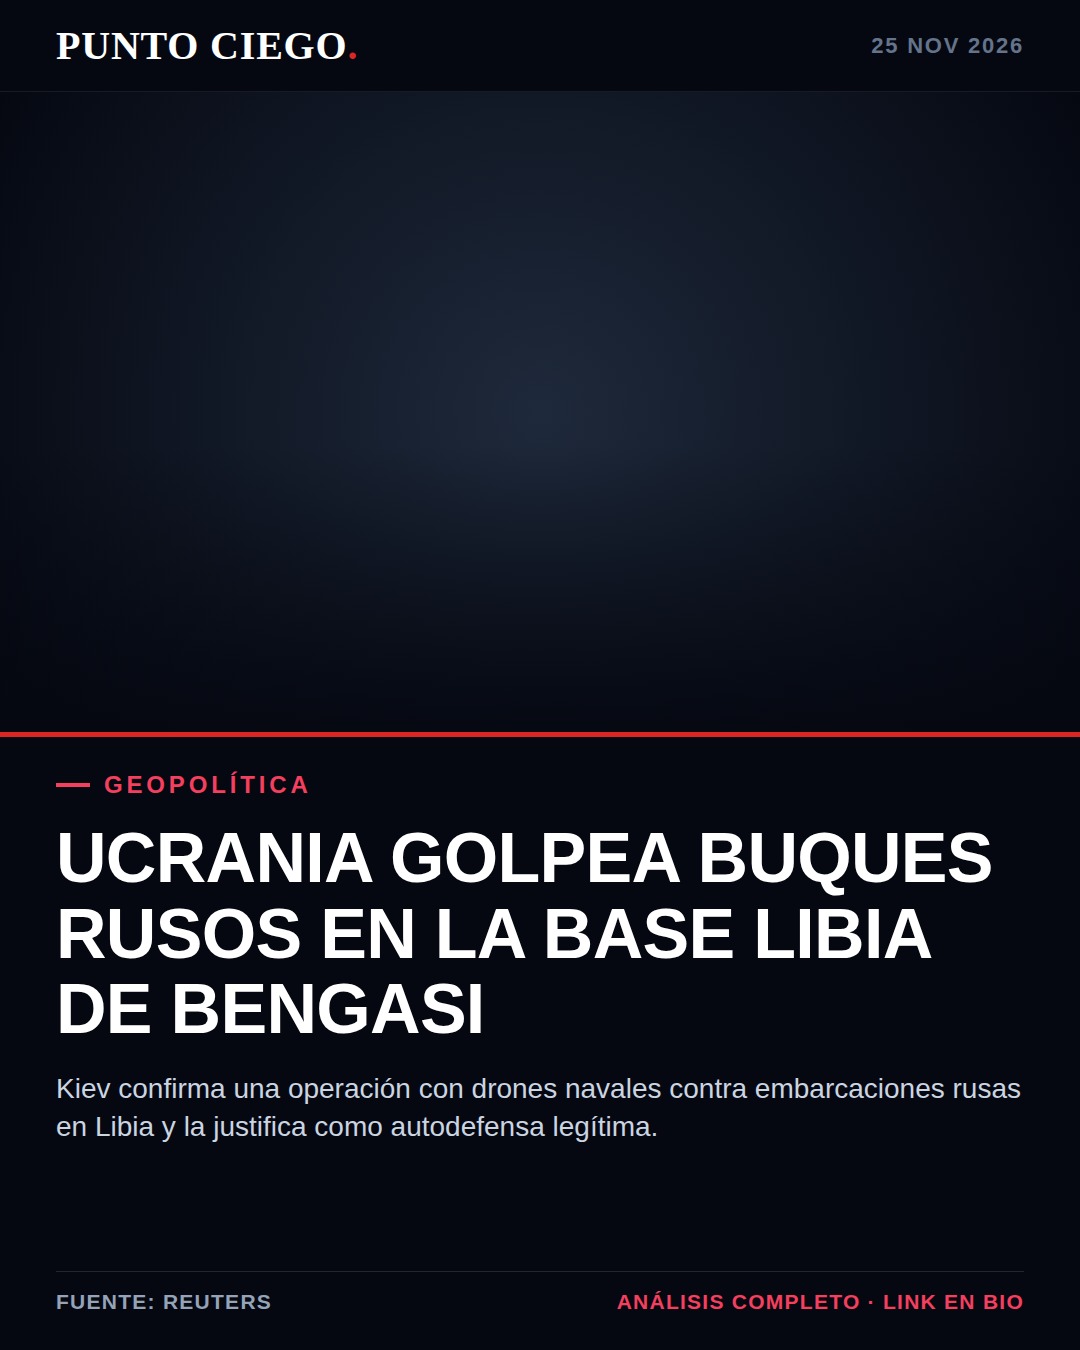 PUNTO CIEGO.
25 NOV 2026
GEOPOLÍTICA
UCRANIA GOLPEA BUQUES
RUSOS EN LA BASE LIBIA
DE BENGASI
Kiev confirma una operación con drones navales contra embarcaciones rusas
en Libia y la justifica como autodefensa legítima.
FUENTE: REUTERS
ANÁLISIS COMPLETO · LINK EN BIO